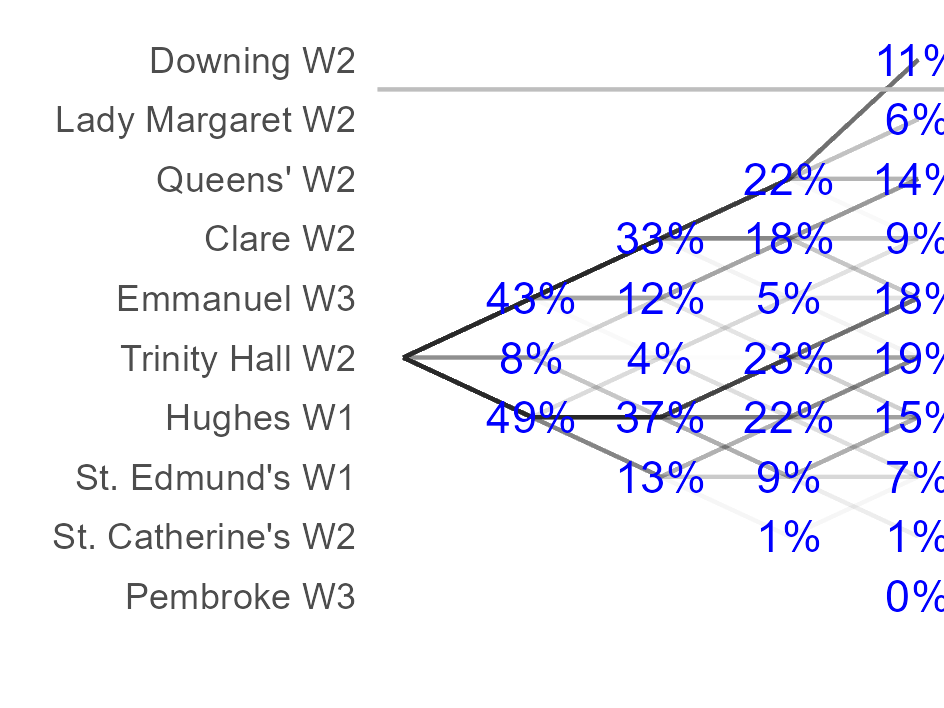 Downing W2 11%
Lady Margaret W2 6%
Queens' W2 22% 14%
Clare W2 33% 18% 9%
Emmanuel W3 43% 12% 5% 18%
Trinity Hall W2 8% 4% 23% 19%
Hughes W1 49% 37% 22% 15%
St. Edmund's W1 13% 9% 7%
St. Catherine's W2 1% 1%
Pembroke W3 0%